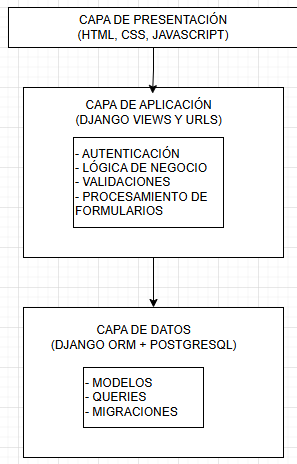 CAPA DE PRESENTACIÓN
(HTML, CSS, JAVASCRIPT)
CAPA DE APLICACIÓN
(DJANGO VIEWS Y URLS)
- AUTENTICACIÓN
- LÓGICA DE NEGOCIO
- VALIDACIONES
- PROCESAMIENTO DE
FORMULARIOS
CAPA DE DATOS
(DJANGO ORM + POSTGRESQL)
- MODELOS
- QUERIES
- MIGRACIONES